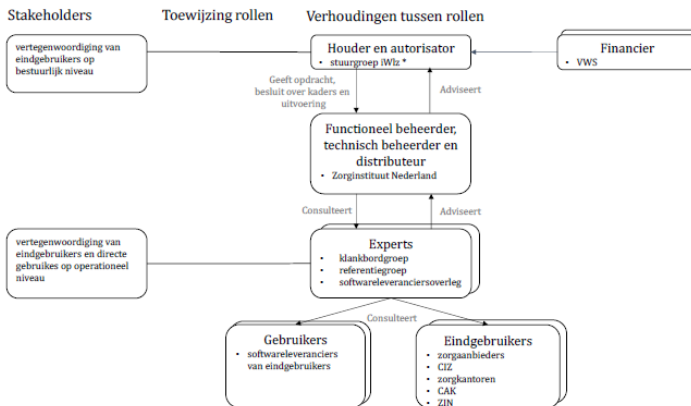 Stakeholders
Toewijzing rollen
Verhoudingen tussen rollen
vertegenwoordiging van
eindgebruikers op
bestuurlijk niveau
Houder en autorisator
• stuurgroep iWlz *
Financier
• VWS
Geeft opdracht,
besluit over kaders en
uitvoering
Adviseert
Functioneel beheerder,
technisch beheerder en
distributeur
• Zorginstituut Nederland
Consulteert
Adviseert
vertegenwoordiging van
eindgebruikers en directe
gebruikes op operationeel
niveau
Experts
• klankbordgroep
• referentiegroep
• softwareleveranciersoverleg
Consulteert
Gebruikers
• softwareleveranciers
van eindgebruikers
Eindgebruikers
• zorgaanbieders
• CIZ
• zorgkantoren
• CAK
• ZIN